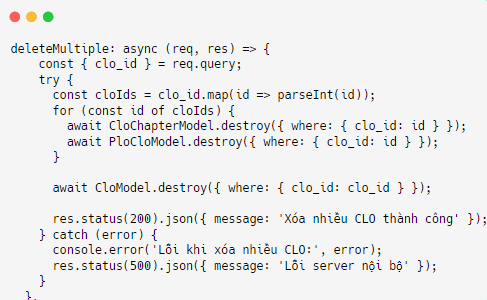 deleteMultiple: async (req, res) => {
    const { clo_id } = req.query;
    try {
      const cloIds = clo_id.map(id => parseInt(id));
      for (const id of cloIds) {
        await CloChapterModel.destroy({ where: { clo_id: id } });
        await PloCloModel.destroy({ where: { clo_id: id } });
      }

      await CloModel.destroy({ where: { clo_id: clo_id } });

      res.status(200).json({ message: 'Xóa nhiều CLO thành công' });
    } catch (error) {
      console.error('Lỗi khi xóa nhiều CLO:', error);
      res.status(500).json({ message: 'Lỗi server nội bộ' });
    }
  },